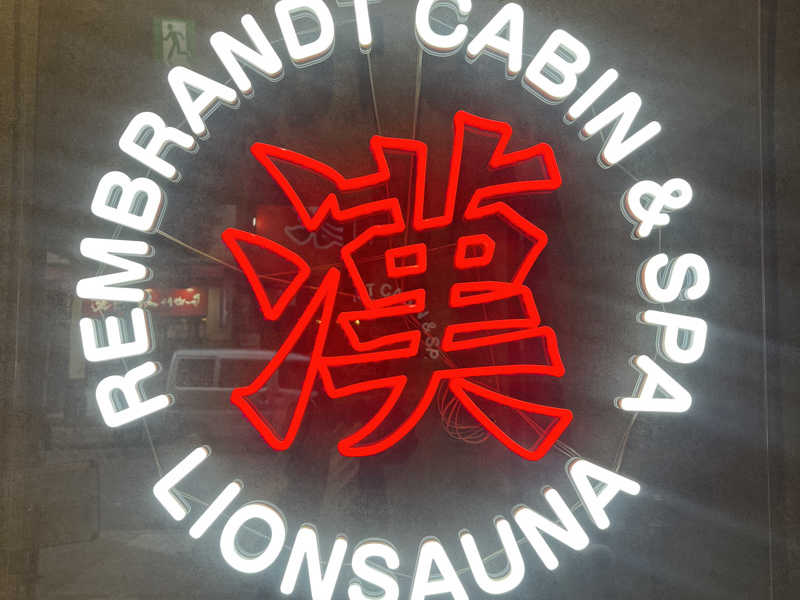 REMBRANDT CABIN & SPA
漢
LIONSAUNA